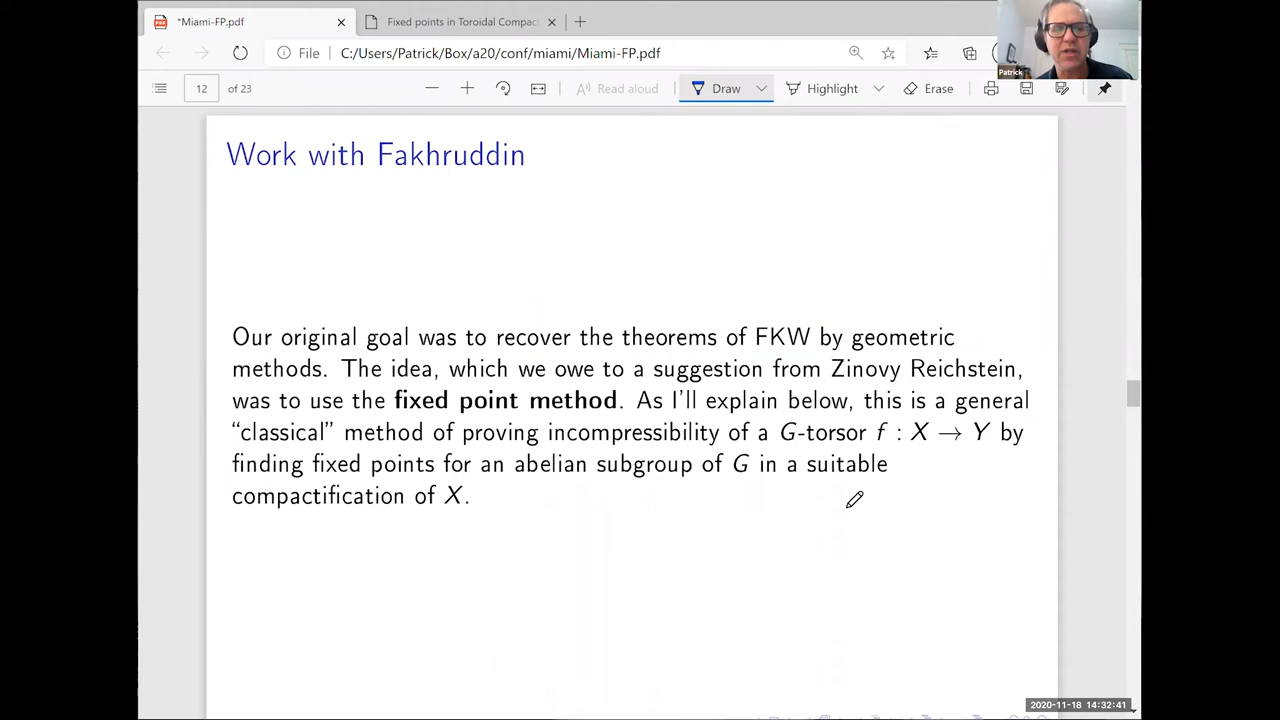 *Miami-FP.pdf
Fixed points in Toroidal Compac
File
C:/Users/Patrick/Box/a20/conf/miami/Miami-FP.pdf
12 of 23
Read aloud
Draw
Highlight
Erase
Patrick
Work with Fakhruddin
Our original goal was to recover the theorems of FKW by geometric
methods. The idea, which we owe to a suggestion from Zinovy Reichstein,
was to use the fixed point method. As I'll explain below, this is a general
“classical” method of proving incompressibility of a G-torsor f : X → Y by
finding fixed points for an abelian subgroup of G in a suitable
compactification of X.
2020-11-18 14:32:41